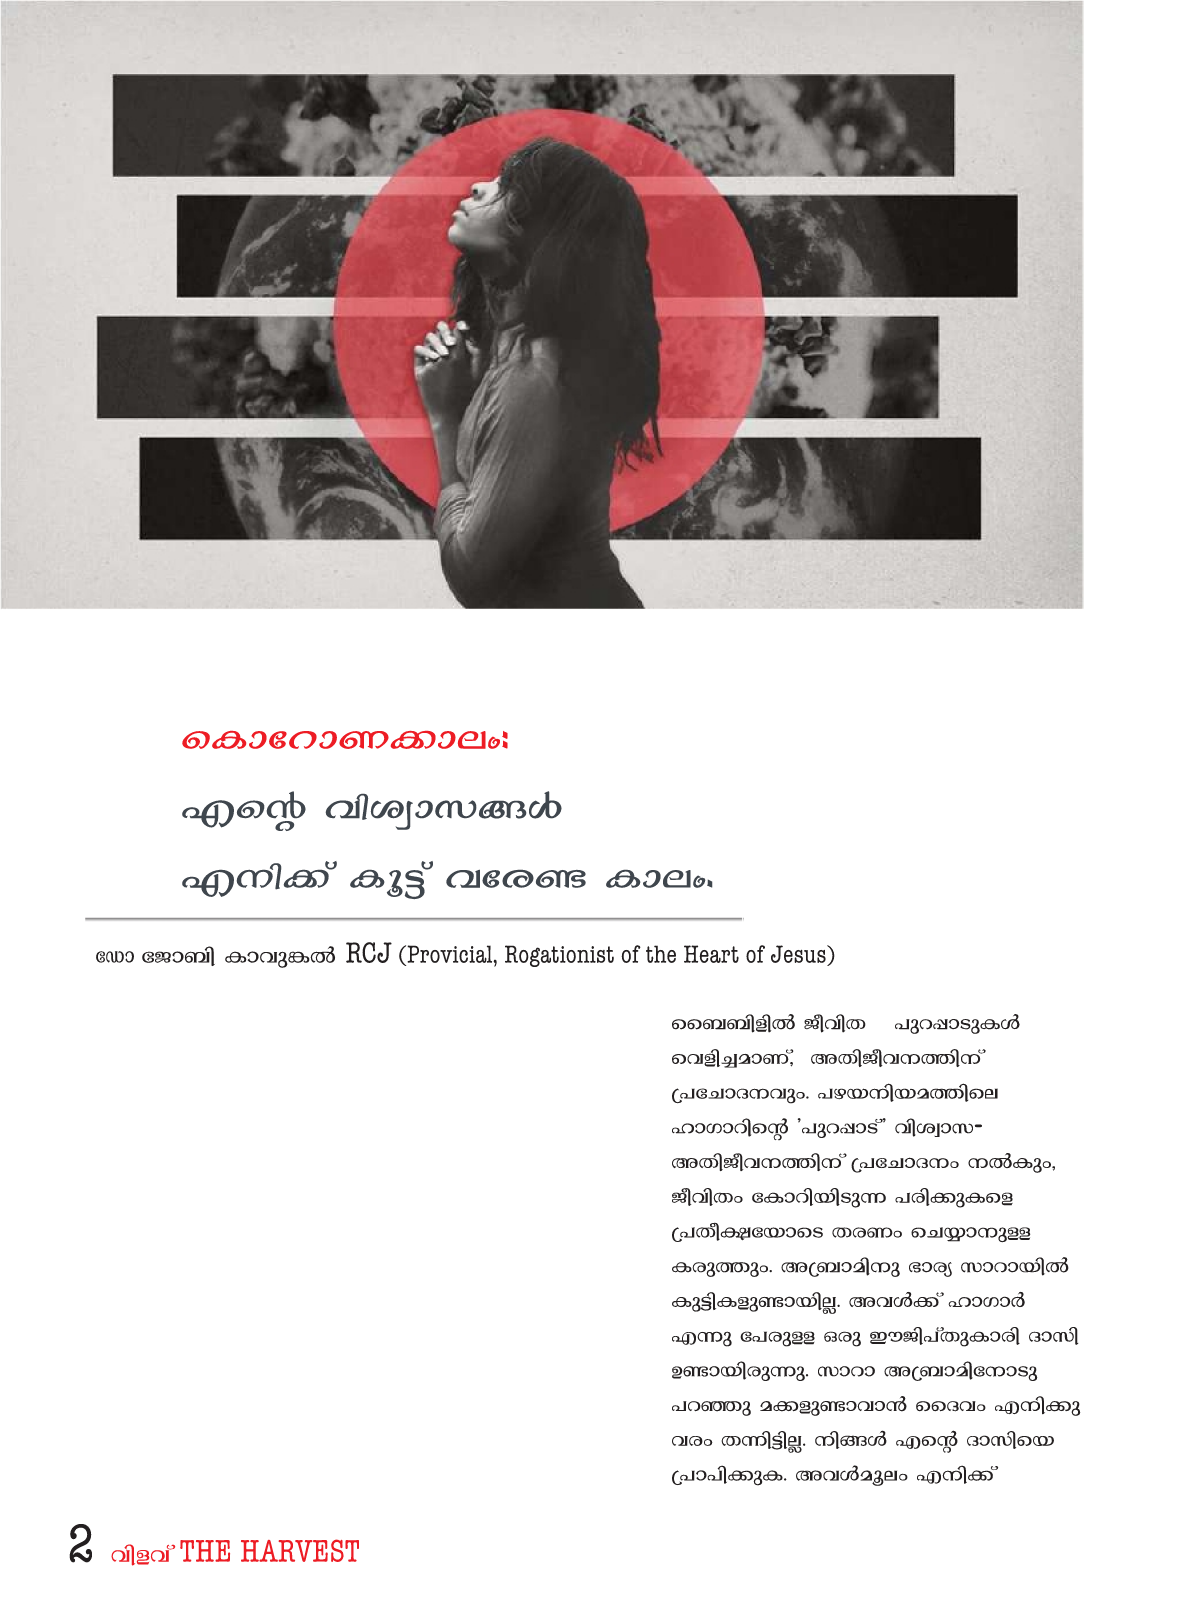 കൊറോണക്കാലം:
എന്റെ വിശ്വാസങ്ങൾ
എനിക്ക് കൂട്ട് വരേണ്ട കാലം.
ഡോ ജോബി കാവുങ്കൽ RCJ (Provicial, Rogationist of the Heart of Jesus)
ബൈബിളിൽ ജീവിത പുറപ്പാടുകൾ
വെളിച്ചമാണ്, അതിജീവനത്തിന്
പ്രചോദനവും. പഴയനിയമത്തിലെ
ഹാഗാറിന്റെ 'പുറപ്പാട്' വിശ്വാസ-
അതിജീവനത്തിന് പ്രചോദനം നൽകും,
ജീവിതം കോറിയിടുന്ന പരിക്കുകളെ
പ്രതീക്ഷയോടെ തരണം ചെയ്യാനുളള
കരുത്തും. അബ്രാമിനു ഭാര്യ സാറായിൽ
കുട്ടികളുണ്ടായില്ല. അവൾക്ക് ഹാഗാർ
എന്നു പേരുളള ഒരു ഈജിപ്തുകാരി ദാസി
ഉണ്ടായിരുന്നു. സാറാ അബ്രാമിനോടു
പറഞ്ഞു മക്കളുണ്ടാവാൻ ദൈവം എനിക്കു
വരം തന്നിട്ടില്ല. നിങ്ങൾ എന്റെ ദാസിയെ
പ്രാപിക്കുക. അവൾമൂലം എനിക്ക്
2 വിളവ് THE HARVEST